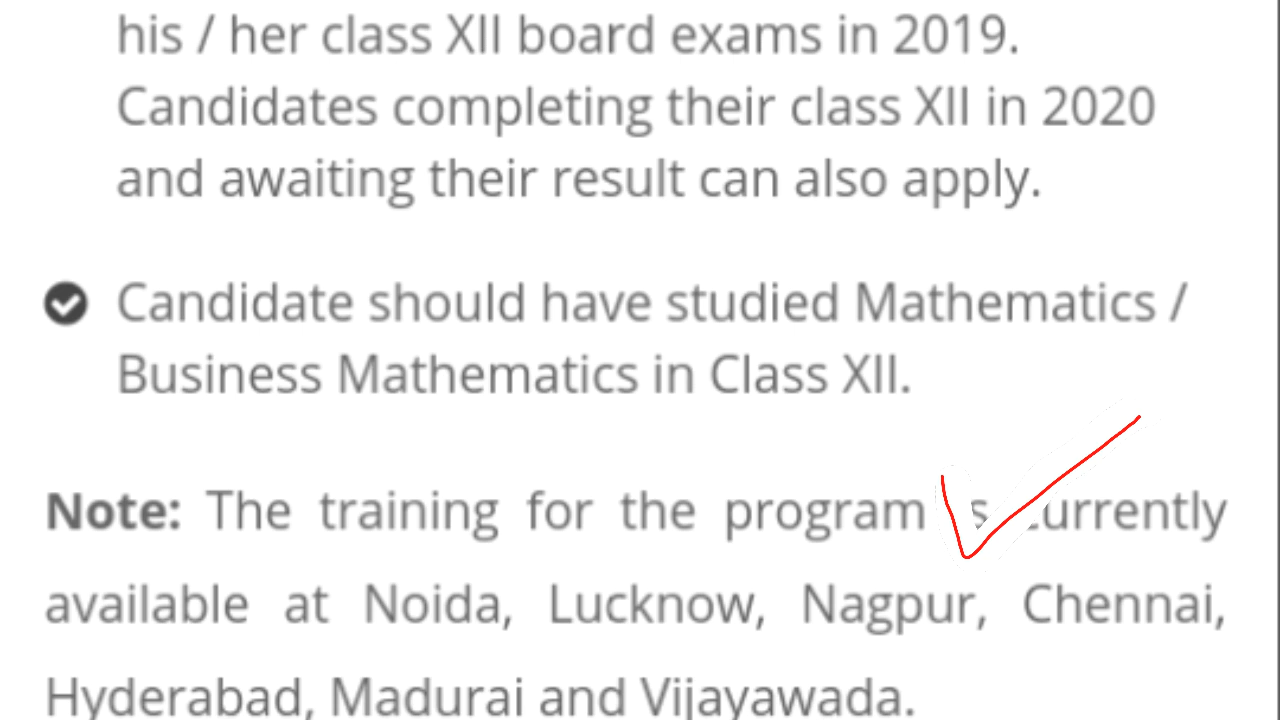 his / her class XII board exams in 2019.
Candidates completing their class XII in 2020
and awaiting their result can also apply.
Candidate should have studied Mathematics /
Business Mathematics in Class XII.
Note: The training for the program is currently
available at Noida, Lucknow, Nagpur, Chennai,
Hyderabad, Madurai and Vijayawada.